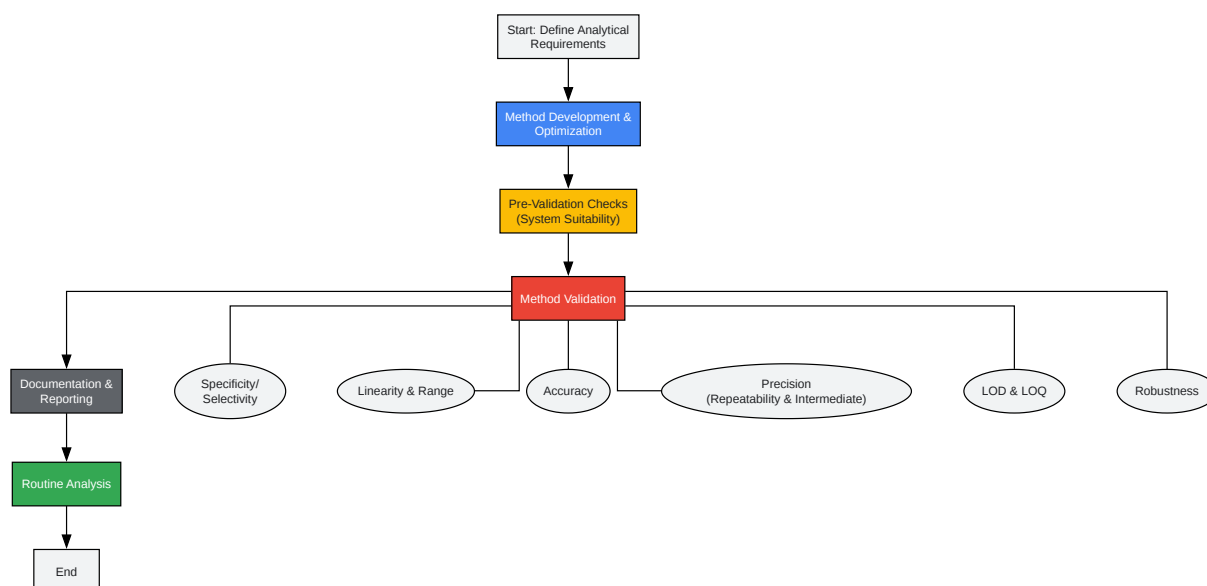 Start: Define Analytical
Requirements
Method Development &
Optimization
Pre-Validation Checks
(System Suitability)
Method Validation
Documentation &
Reporting
Specificity/
Selectivity
Linearity & Range
Accuracy
Precision
(Repeatability & Intermediate)
LOD & LOQ
Robustness
Routine Analysis
End